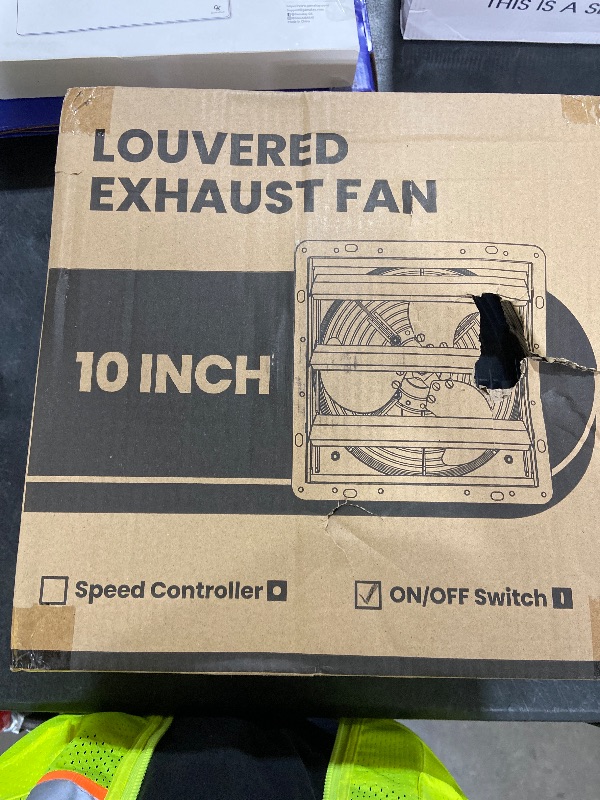 THIS IS A
LOUVERED
EXHAUST FAN
10 INCH
Speed Controller
ON/OFF Switch